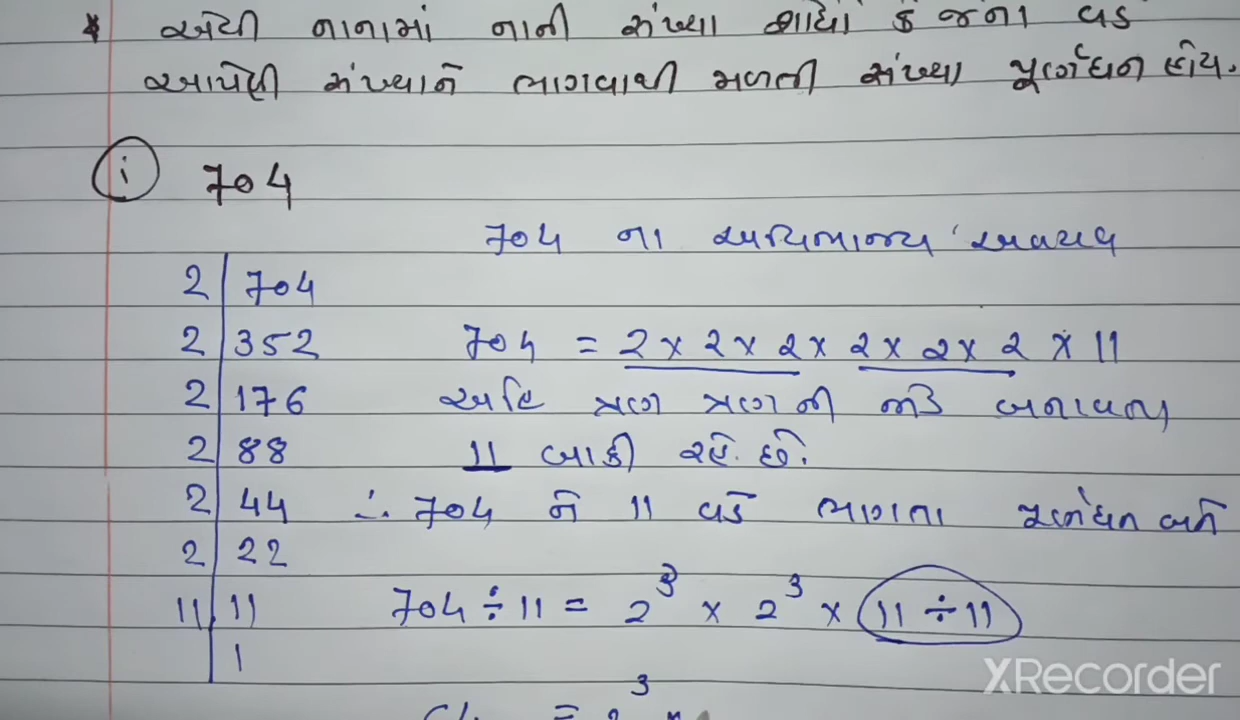 * એવી નાનામાં નાની સંખ્યા શોધો કે જેના વડે
આપેલી સંખ્યાને ભાગવાથી મળતી સંખ્યા પૂર્ણઘન હોય.
i 704
704 ના અવિભાજ્ય અવયવ
2 | 704
2 | 352 704 = 2 × 2 × 2 × 2 × 2 × 2 × 11
2 | 176 અહિ ત્રણ ત્રણ ની જોડ બનાવતા
2 | 88 11 બાકી રહે છે.
2 | 44 ∴ 704 ને 11 વડે ભાગતા પૂર્ણઘન બને
2 | 22
11 | 11 704 ÷ 11 = 2³ × 2³ × 11 ÷ 11
1
XRecorder